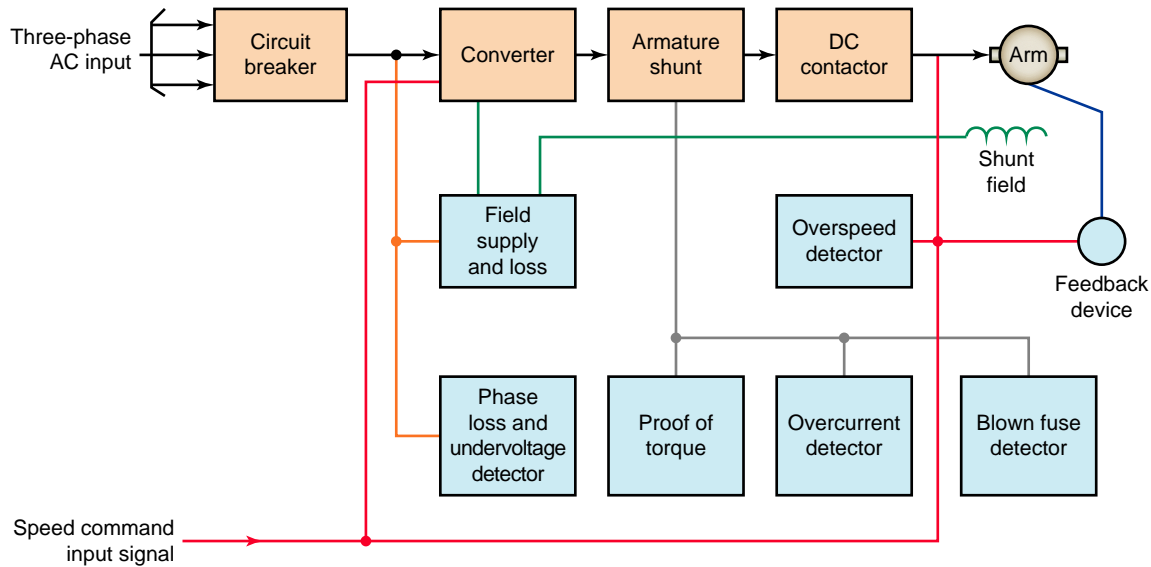 Three-phase
AC input
Circuit
breaker
Converter
Armature
shunt
DC
contactor
Arm
Shunt
field
Field
supply
and loss
Overspeed
detector
Feedback
device
Phase
loss and
undervoltage
detector
Proof of
torque
Overcurrent
detector
Blown fuse
detector
Speed command
input signal